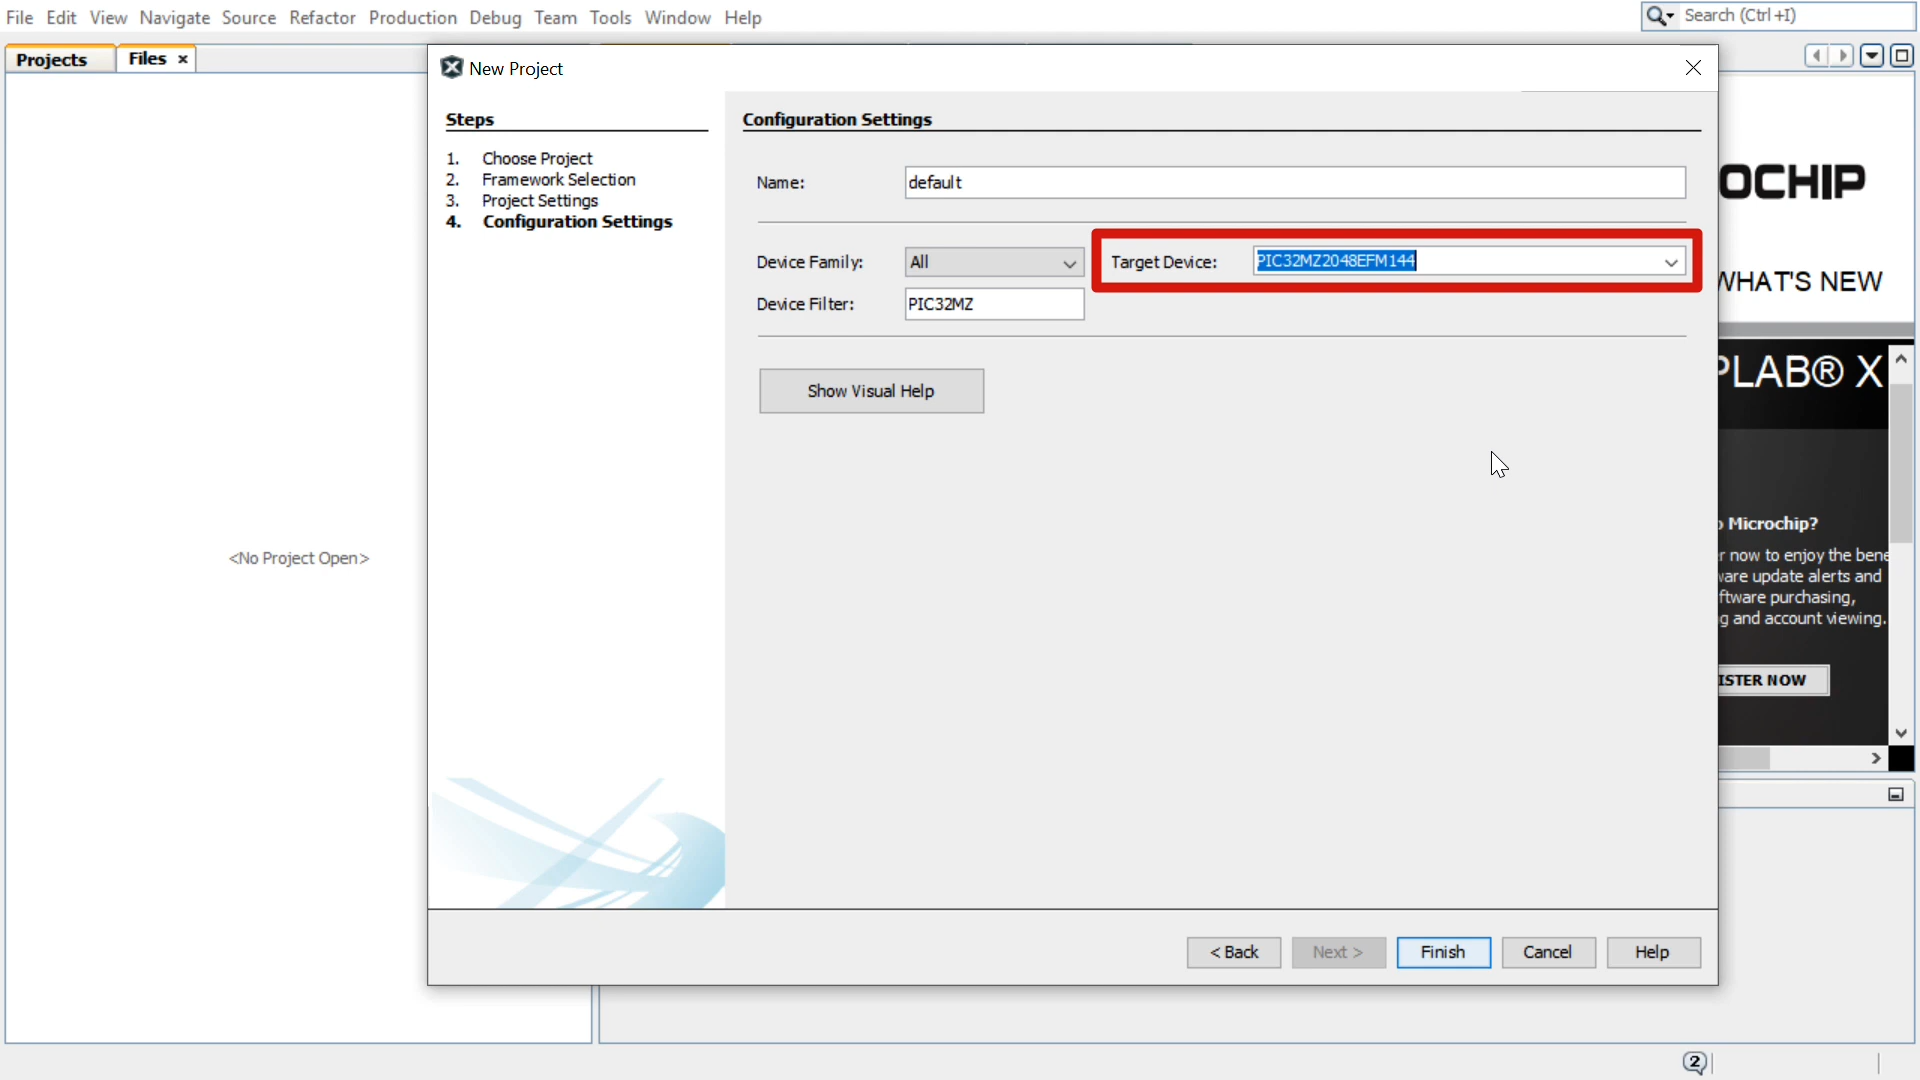 File Edit View Navigate Source Refactor Production Debug Team Tools Window Help
Search (Ctrl+I)
Projects
Files
New Project
Steps
1. Choose Project
2. Framework Selection
3. Project Settings
4. Configuration Settings
Configuration Settings
Name: default
Device Family: All
Target Device: PIC32MZ2048EFM144
Device Filter: PIC32MZ
Show Visual Help
<No Project Open>
OCHIP
WHAT'S NEW
PLAB® X
o Microchip?
r now to enjoy the bene
ware update alerts and
ftware purchasing,
g and account viewing.
ISTER NOW
< Back
Next >
Finish
Cancel
Help
2